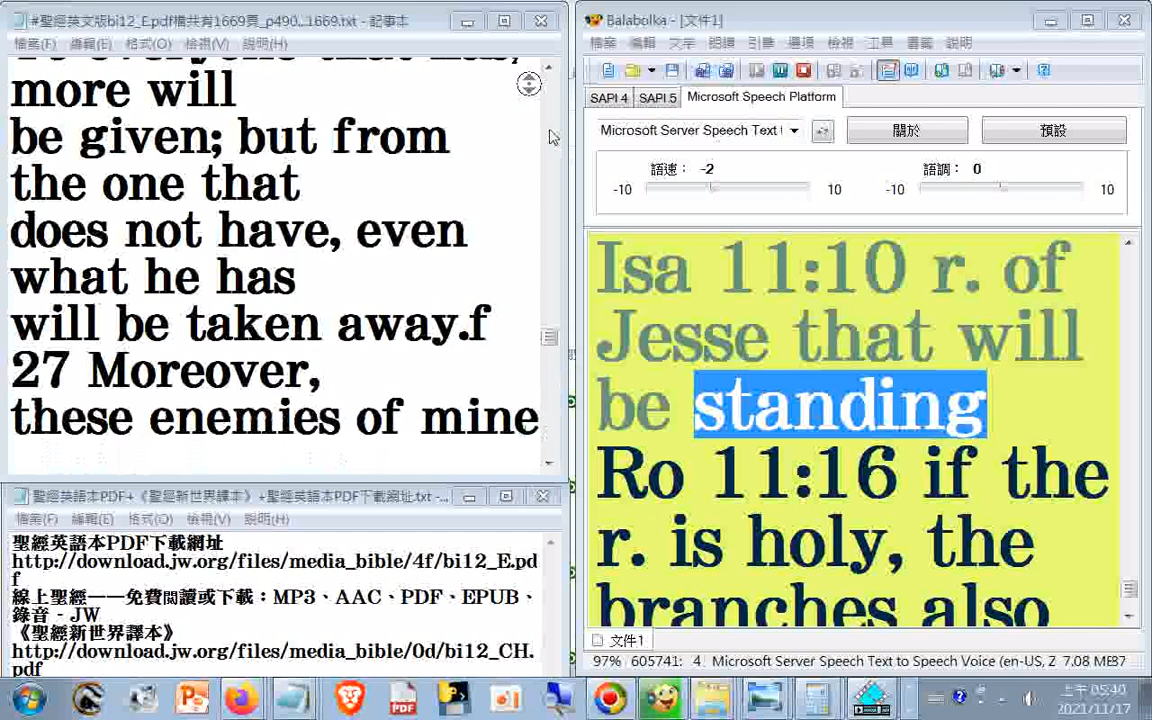 #聖經英文版bi12_E.pdf檔共有1669頁_p490..1669.txt - 記事本
檔案(F) 編輯(E) 格式(O) 檢視(V) 說明(H)
more will
be given; but from
the one that
does not have, even
what he has
will be taken away.f
27 Moreover,
these enemies of mine
聖經英語本PDF+《聖經新世界譯本》+聖經英語本PDF下載網址.txt - ...
檔案(F) 編輯(E) 格式(O) 檢視(V) 說明(H)
聖經英語本PDF下載網址
http://download.jw.org/files/media_bible/4f/bi12_E.pd
f
線上聖經——免費閱讀或下載：MP3、AAC、PDF、EPUB、
錄音 - JW
《聖經新世界譯本》
http://download.jw.org/files/media_bible/0d/bi12_CH.
pdf
Balabolka - [文件1]
檔案 編輯 文字 朗讀 引擎 選項 檢視 工具 書籤 說明
SAPI 4 SAPI 5 Microsoft Speech Platform
Microsoft Server Speech Text 關於 預設
語速： -2 語調： 0
-10 10 -10 10
Isa 11:10 r. of
Jesse that will
be standing
Ro 11:16 if the
r. is holy, the
branches also
文件1
97% 605741: 4 Microsoft Server Speech Text to Speech Voice (en-US, Z 7.08 MB
上午 05:40
2021/11/17